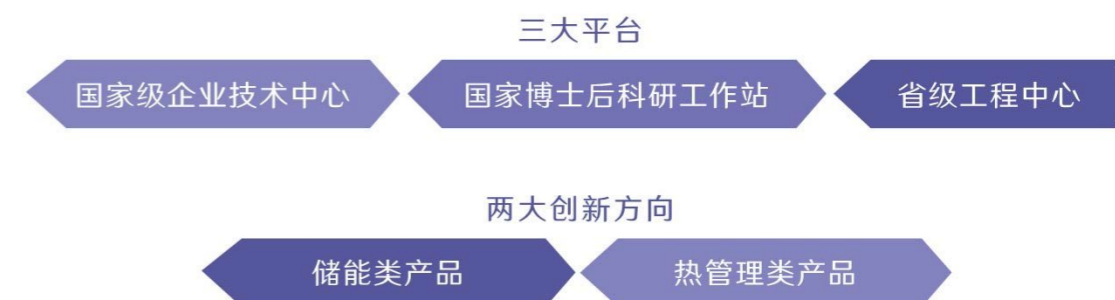 三大平台
国家级企业技术中心 国家博士后科研工作站 省级工程中心
两大创新方向
储能类产品 热管理类产品